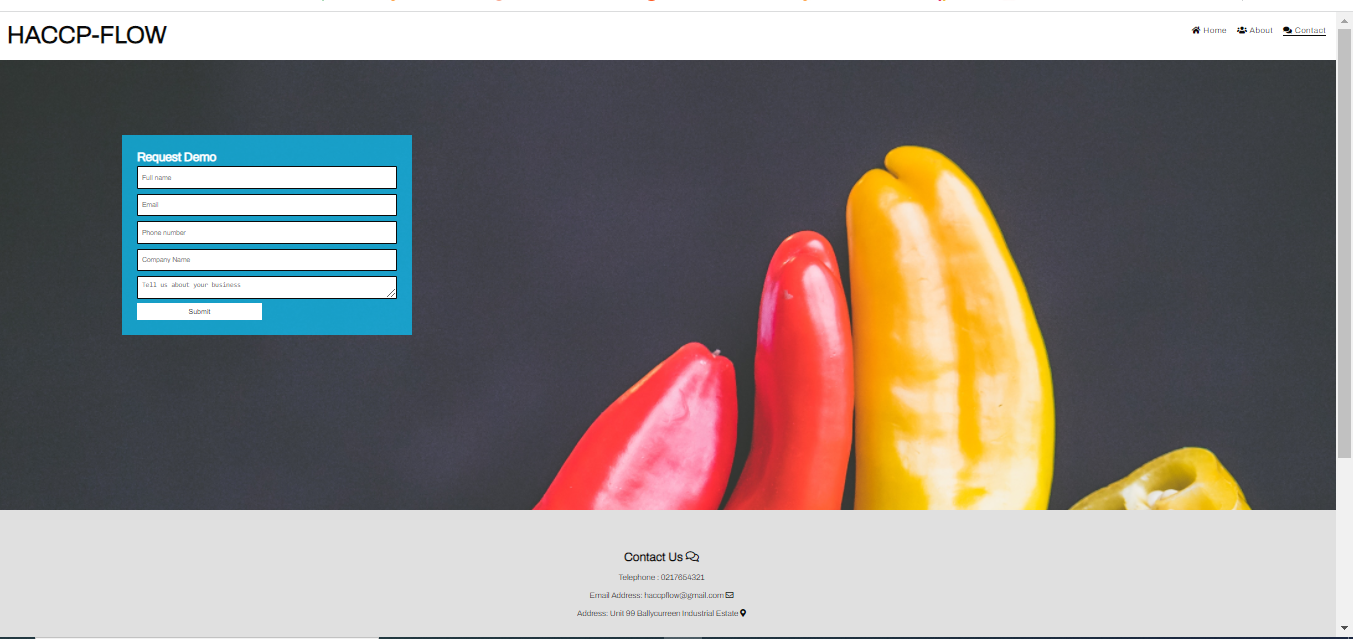 HACCP-FLOW
Home About Contact
Request Demo
Full name
Email
Phone number
Company Name
Tell us about your business
Submit
Contact Us
Telephone : 0217654321
Email Address: haccpflow@gmail.com
Address: Unit 99 Ballycurreen Industrial Estate